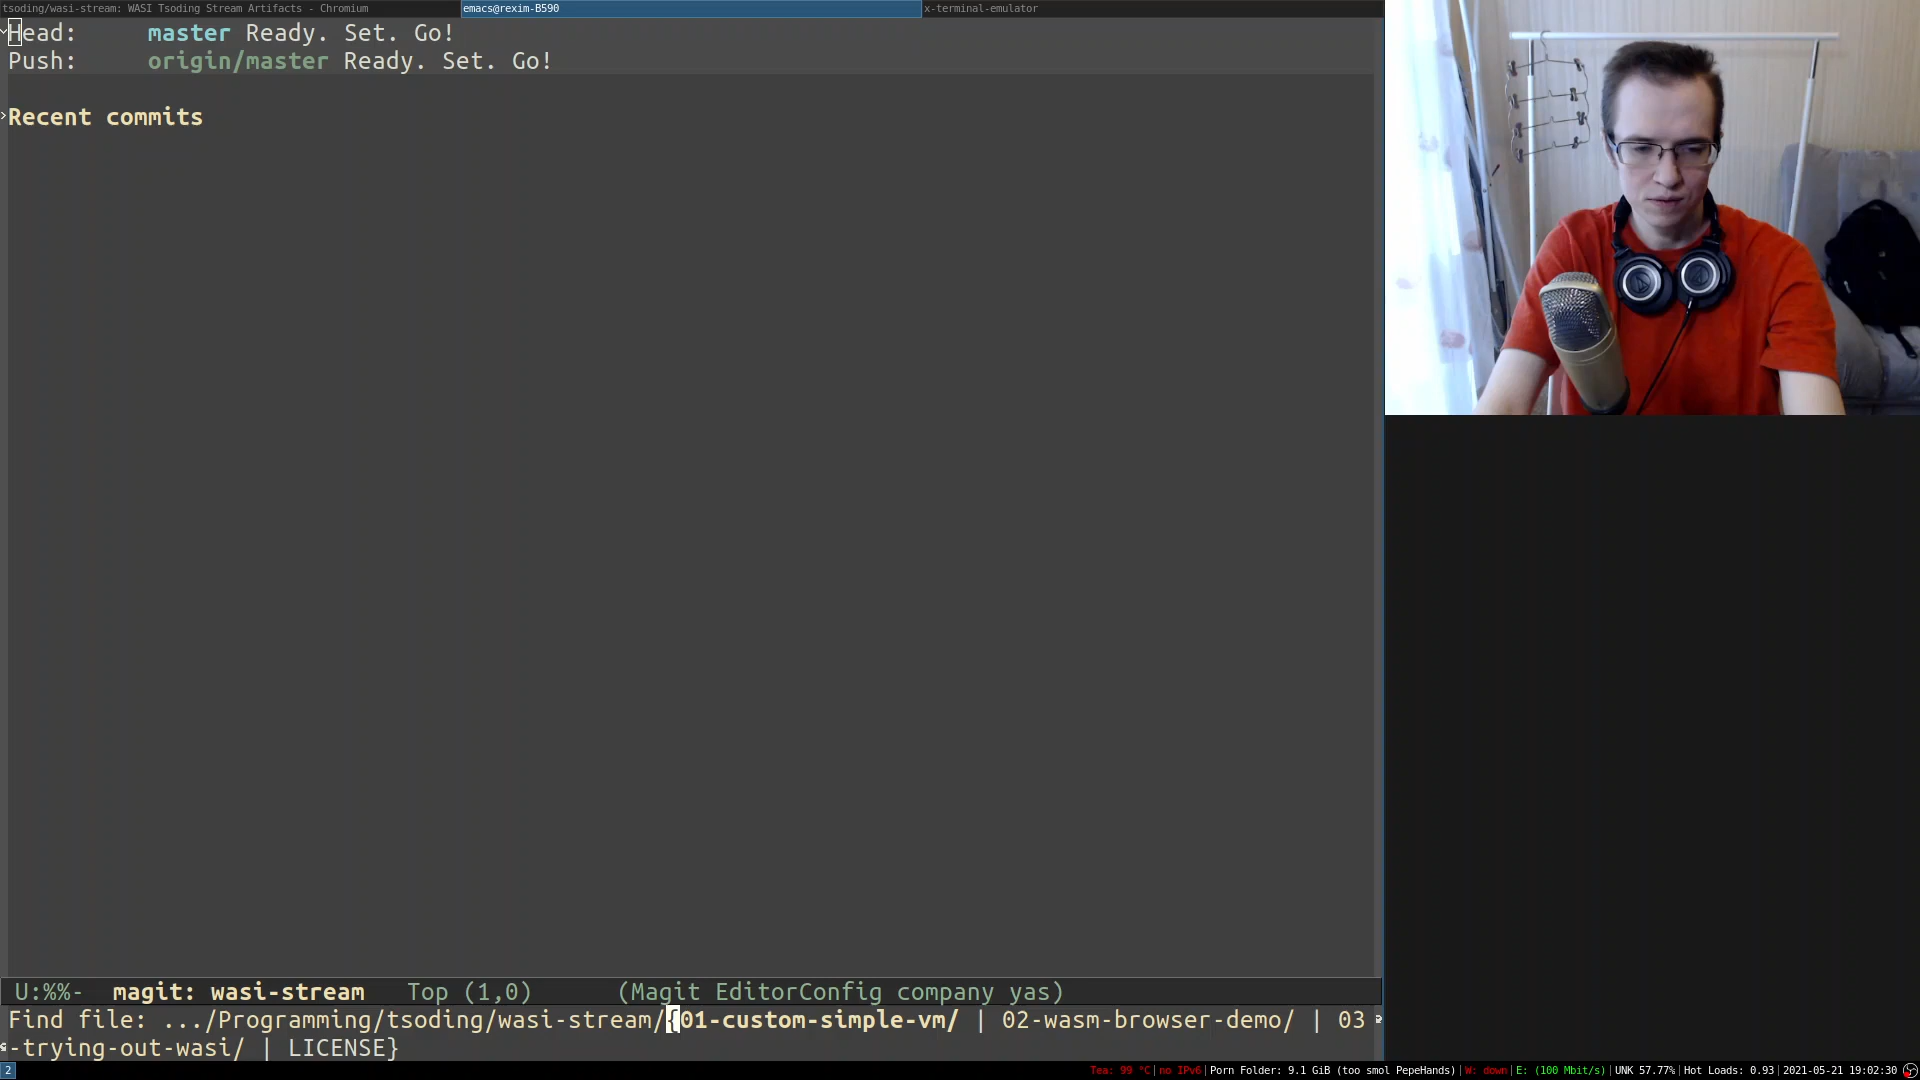 tsoding/wasi-stream: WASI Tsoding Stream Artifacts - Chromium
emacs@rexim-B590
x-terminal-emulator
Head:     master Ready. Set. Go!
Push:     origin/master Ready. Set. Go!
Recent commits
U:%%-  magit: wasi-stream   Top (1,0)      (Magit EditorConfig company yas)
Find file: .../Programming/tsoding/wasi-stream/{01-custom-simple-vm/ | 02-wasm-browser-demo/ | 03
-trying-out-wasi/ | LICENSE}
2
Tea: 99 °C|no IPv6|Porn Folder: 9.1 GiB (too smol PepeHands)|W: down|E: (100 Mbit/s)|UNK 57.77%|Hot Loads: 0.93|2021-05-21 19:02:30